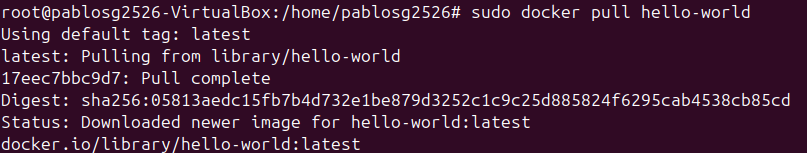 root@pablosg2526-VirtualBox:/home/pablosg2526# sudo docker pull hello-world
Using default tag: latest
latest: Pulling from library/hello-world
17eec7bbc9d7: Pull complete
Digest: sha256:05813aedc15fb7b4d732e1be879d3252c1c9c25d885824f6295cab4538cb85cd
Status: Downloaded newer image for hello-world:latest
docker.io/library/hello-world:latest